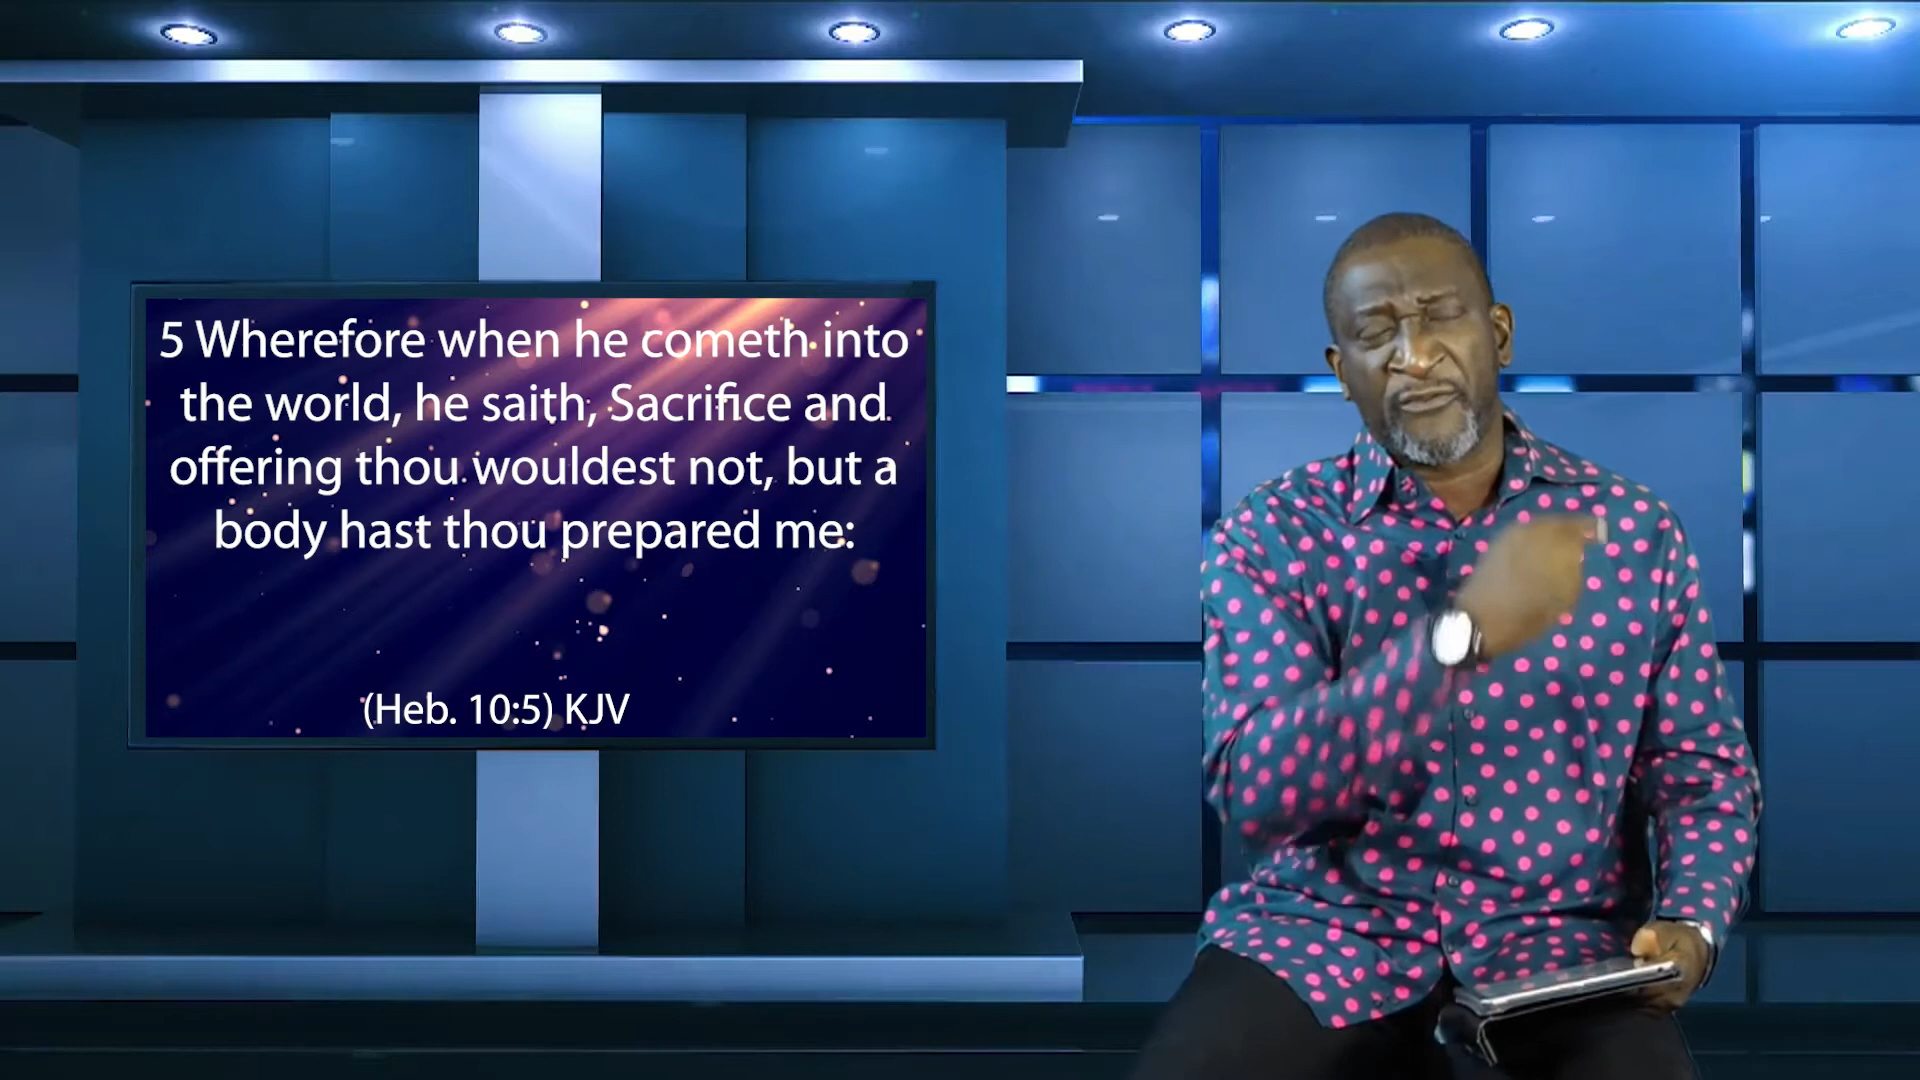 5 Wherefore when he cometh into
the world, he saith, Sacrifice and
offering thou wouldest not, but a
body hast thou prepared me:
(Heb. 10:5) KJV